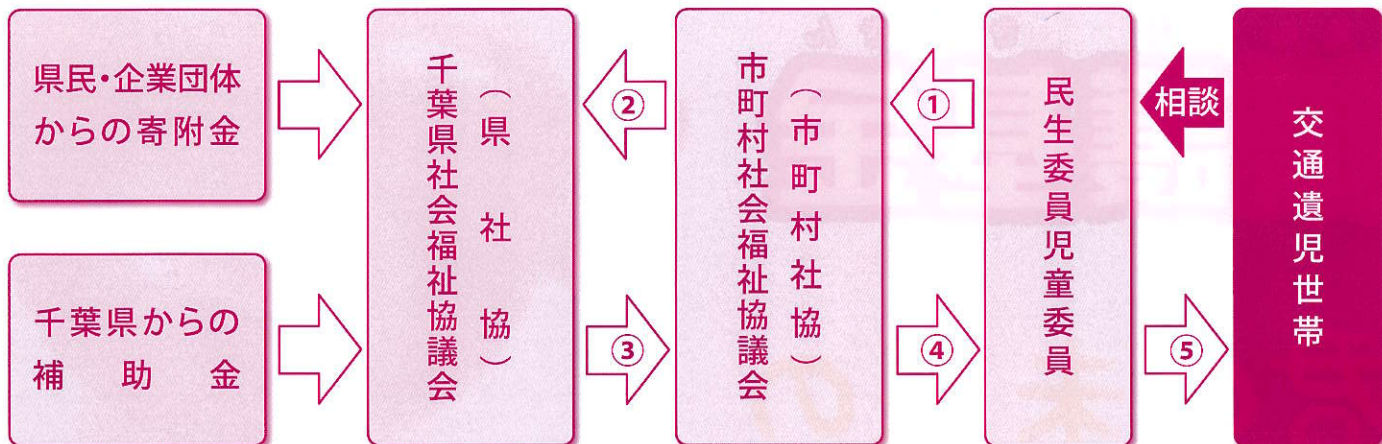 県民・企業団体
からの寄附金
千葉県からの
補助金
千葉県社会福祉協議会
（県社協）
②
③
市町村社会福祉協議会
（市町村社協）
①
④
民生委員児童委員
相談
⑤
交通遺児世帯